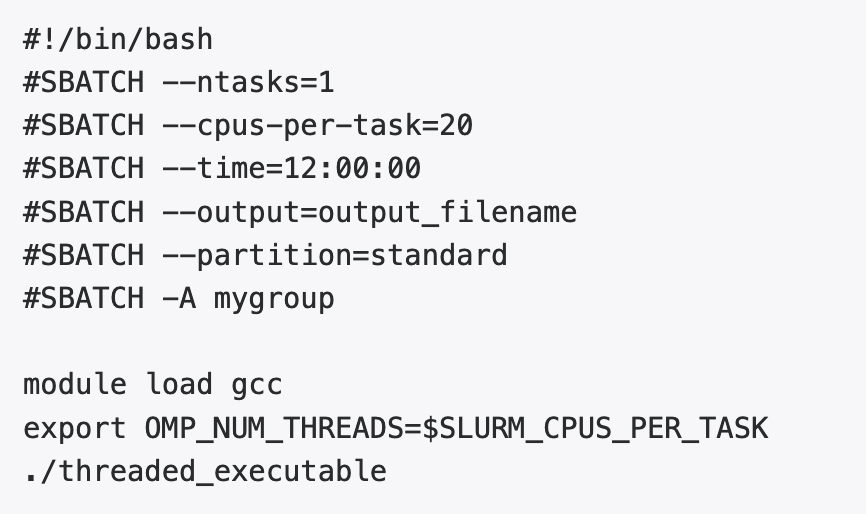 #!/bin/bash
#SBATCH --ntasks=1
#SBATCH --cpus-per-task=20
#SBATCH --time=12:00:00
#SBATCH --output=output_filename
#SBATCH --partition=standard
#SBATCH -A mygroup

module load gcc
export OMP_NUM_THREADS=$SLURM_CPUS_PER_TASK
./threaded_executable